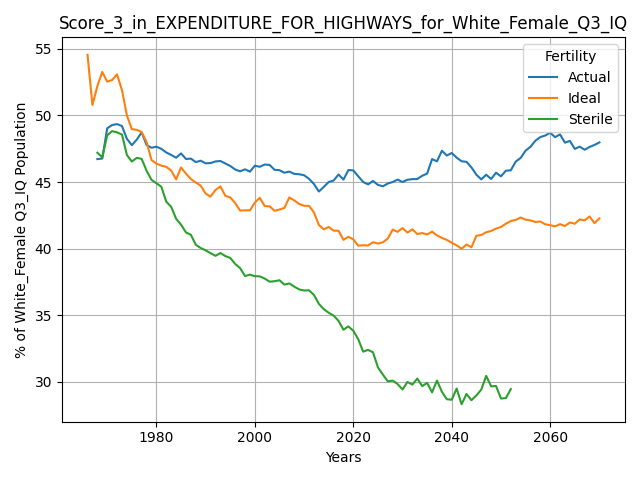 Score_3_in_EXPENDITURE_FOR_HIGHWAYS_for_White_Female_Q3_IQ
Fertility
Actual
Ideal
Sterile
% of White_Female Q3_IQ Population
55
50
45
40
35
30
1980
2000
2020
2040
2060
Years